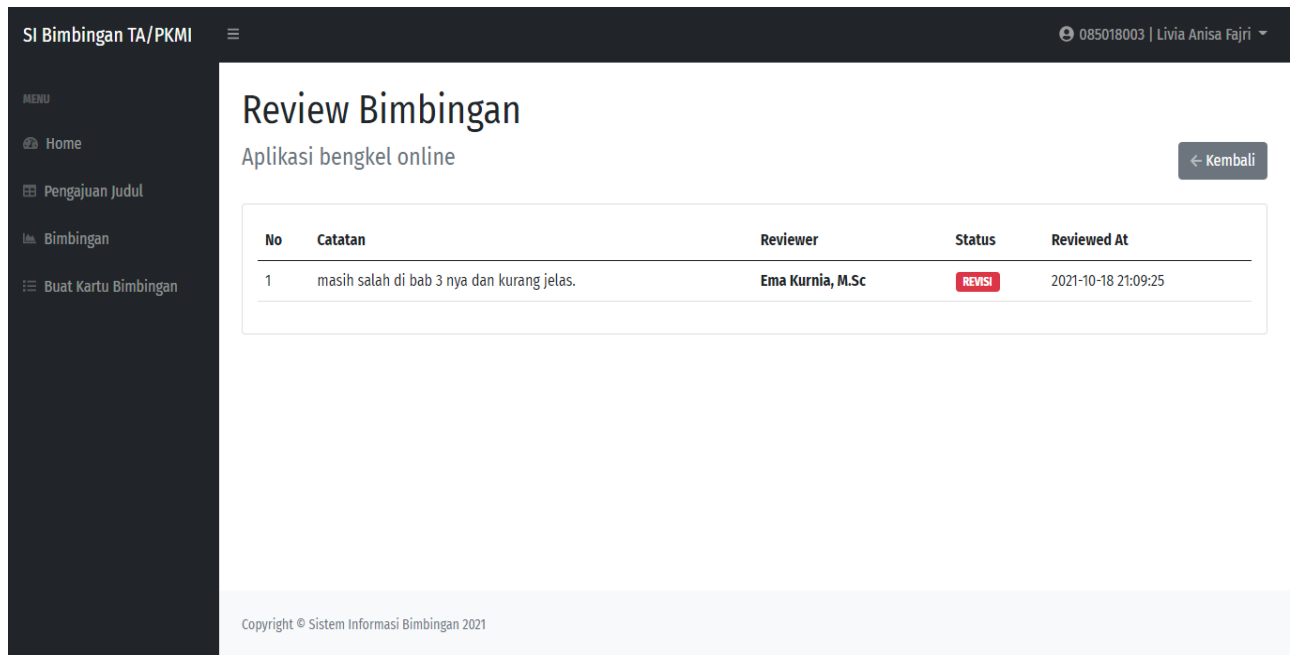 SI Bimbingan TA/PKMI
085018003 | Livia Anisa Fajri
MENU
Home
Pengajuan Judul
Bimbingan
Buat Kartu Bimbingan
Review Bimbingan
Aplikasi bengkel online
← Kembali
No Catatan Reviewer Status Reviewed At
1 masih salah di bab 3 nya dan kurang jelas. Ema Kurnia, M.Sc REVISI 2021-10-18 21:09:25
Copyright © Sistem Informasi Bimbingan 2021